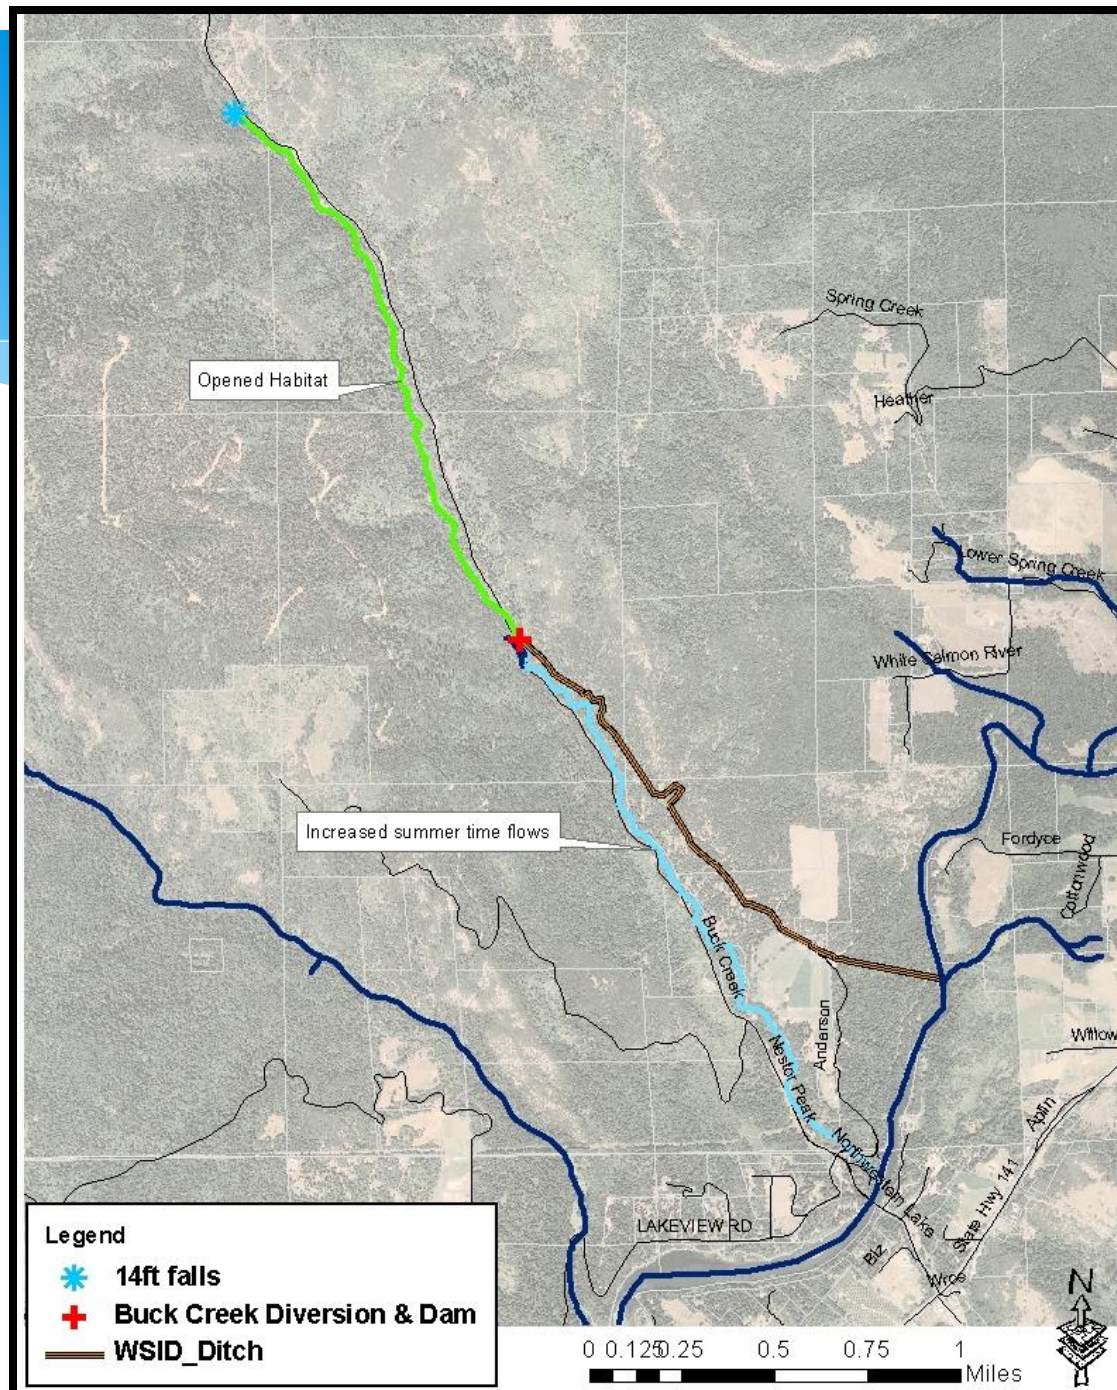 Spring Creek
Opened Habitat
Heather
Lower Spring Creek
White Salmon River
Increased summer time flows
Fordyce
Cottonwood
Buck Creek
Anderson
Willow
Nestor Peak
Aplin
Northwestern Lake
State Hwy 141
LAKEVIEW RD
Biz
Wroe
Legend
14ft falls
Buck Creek Diversion & Dam
WSID_Ditch
N
0 0.125 0.25 0.5 0.75 1
Miles